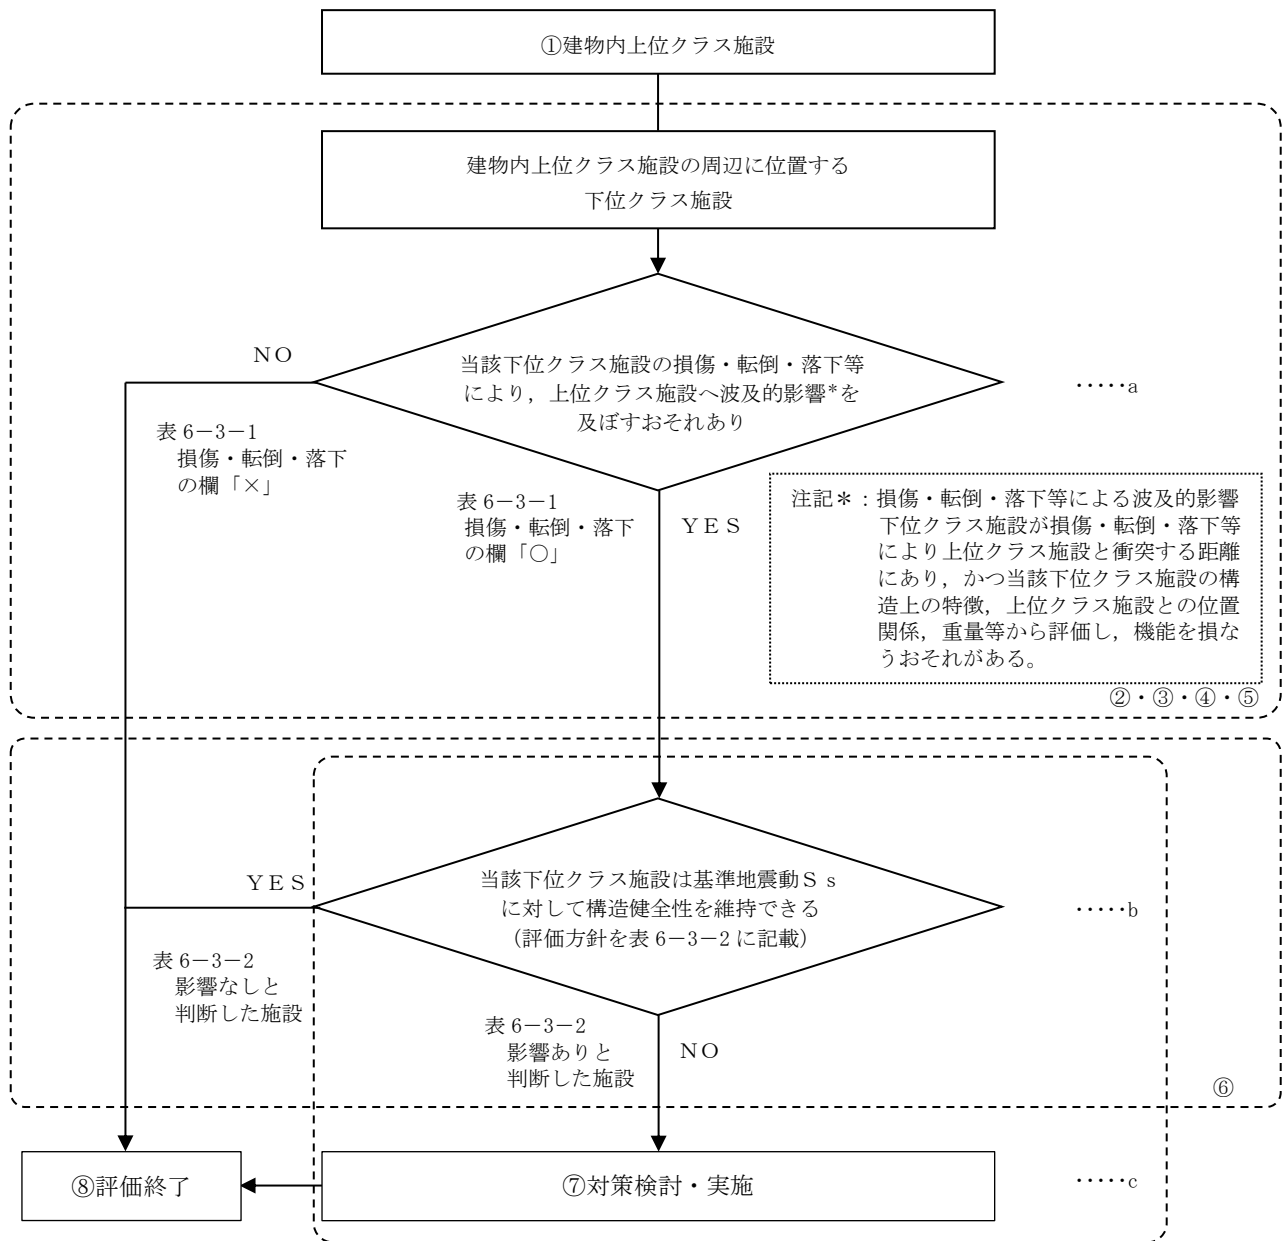 ①建物内上位クラス施設
建物内上位クラス施設の周辺に位置する
下位クラス施設
当該下位クラス施設の損傷・転倒・落下等
により，上位クラス施設へ波及的影響*を
及ぼすおそれあり
‥‥‥a
ＮＯ
表 6－3－1
損傷・転倒・落下
の欄「×」
表 6－3－1
損傷・転倒・落下
の欄「○」
ＹＥＳ
注記＊：損傷・転倒・落下等による波及的影響
下位クラス施設が損傷・転倒・落下等
により上位クラス施設と衝突する距離
にあり，かつ当該下位クラス施設の構
造上の特徴，上位クラス施設との位置
関係，重量等から評価し，機能を損な
うおそれがある。
②・③・④・⑤
当該下位クラス施設は基準地震動Ｓｓ
に対して構造健全性を維持できる
（評価方針を表 6－3－2 に記載）
‥‥‥b
ＹＥＳ
表 6－3－2
影響なしと
判断した施設
表 6－3－2
影響ありと
判断した施設
ＮＯ
⑥
⑧評価終了
⑦対策検討・実施
‥‥‥c